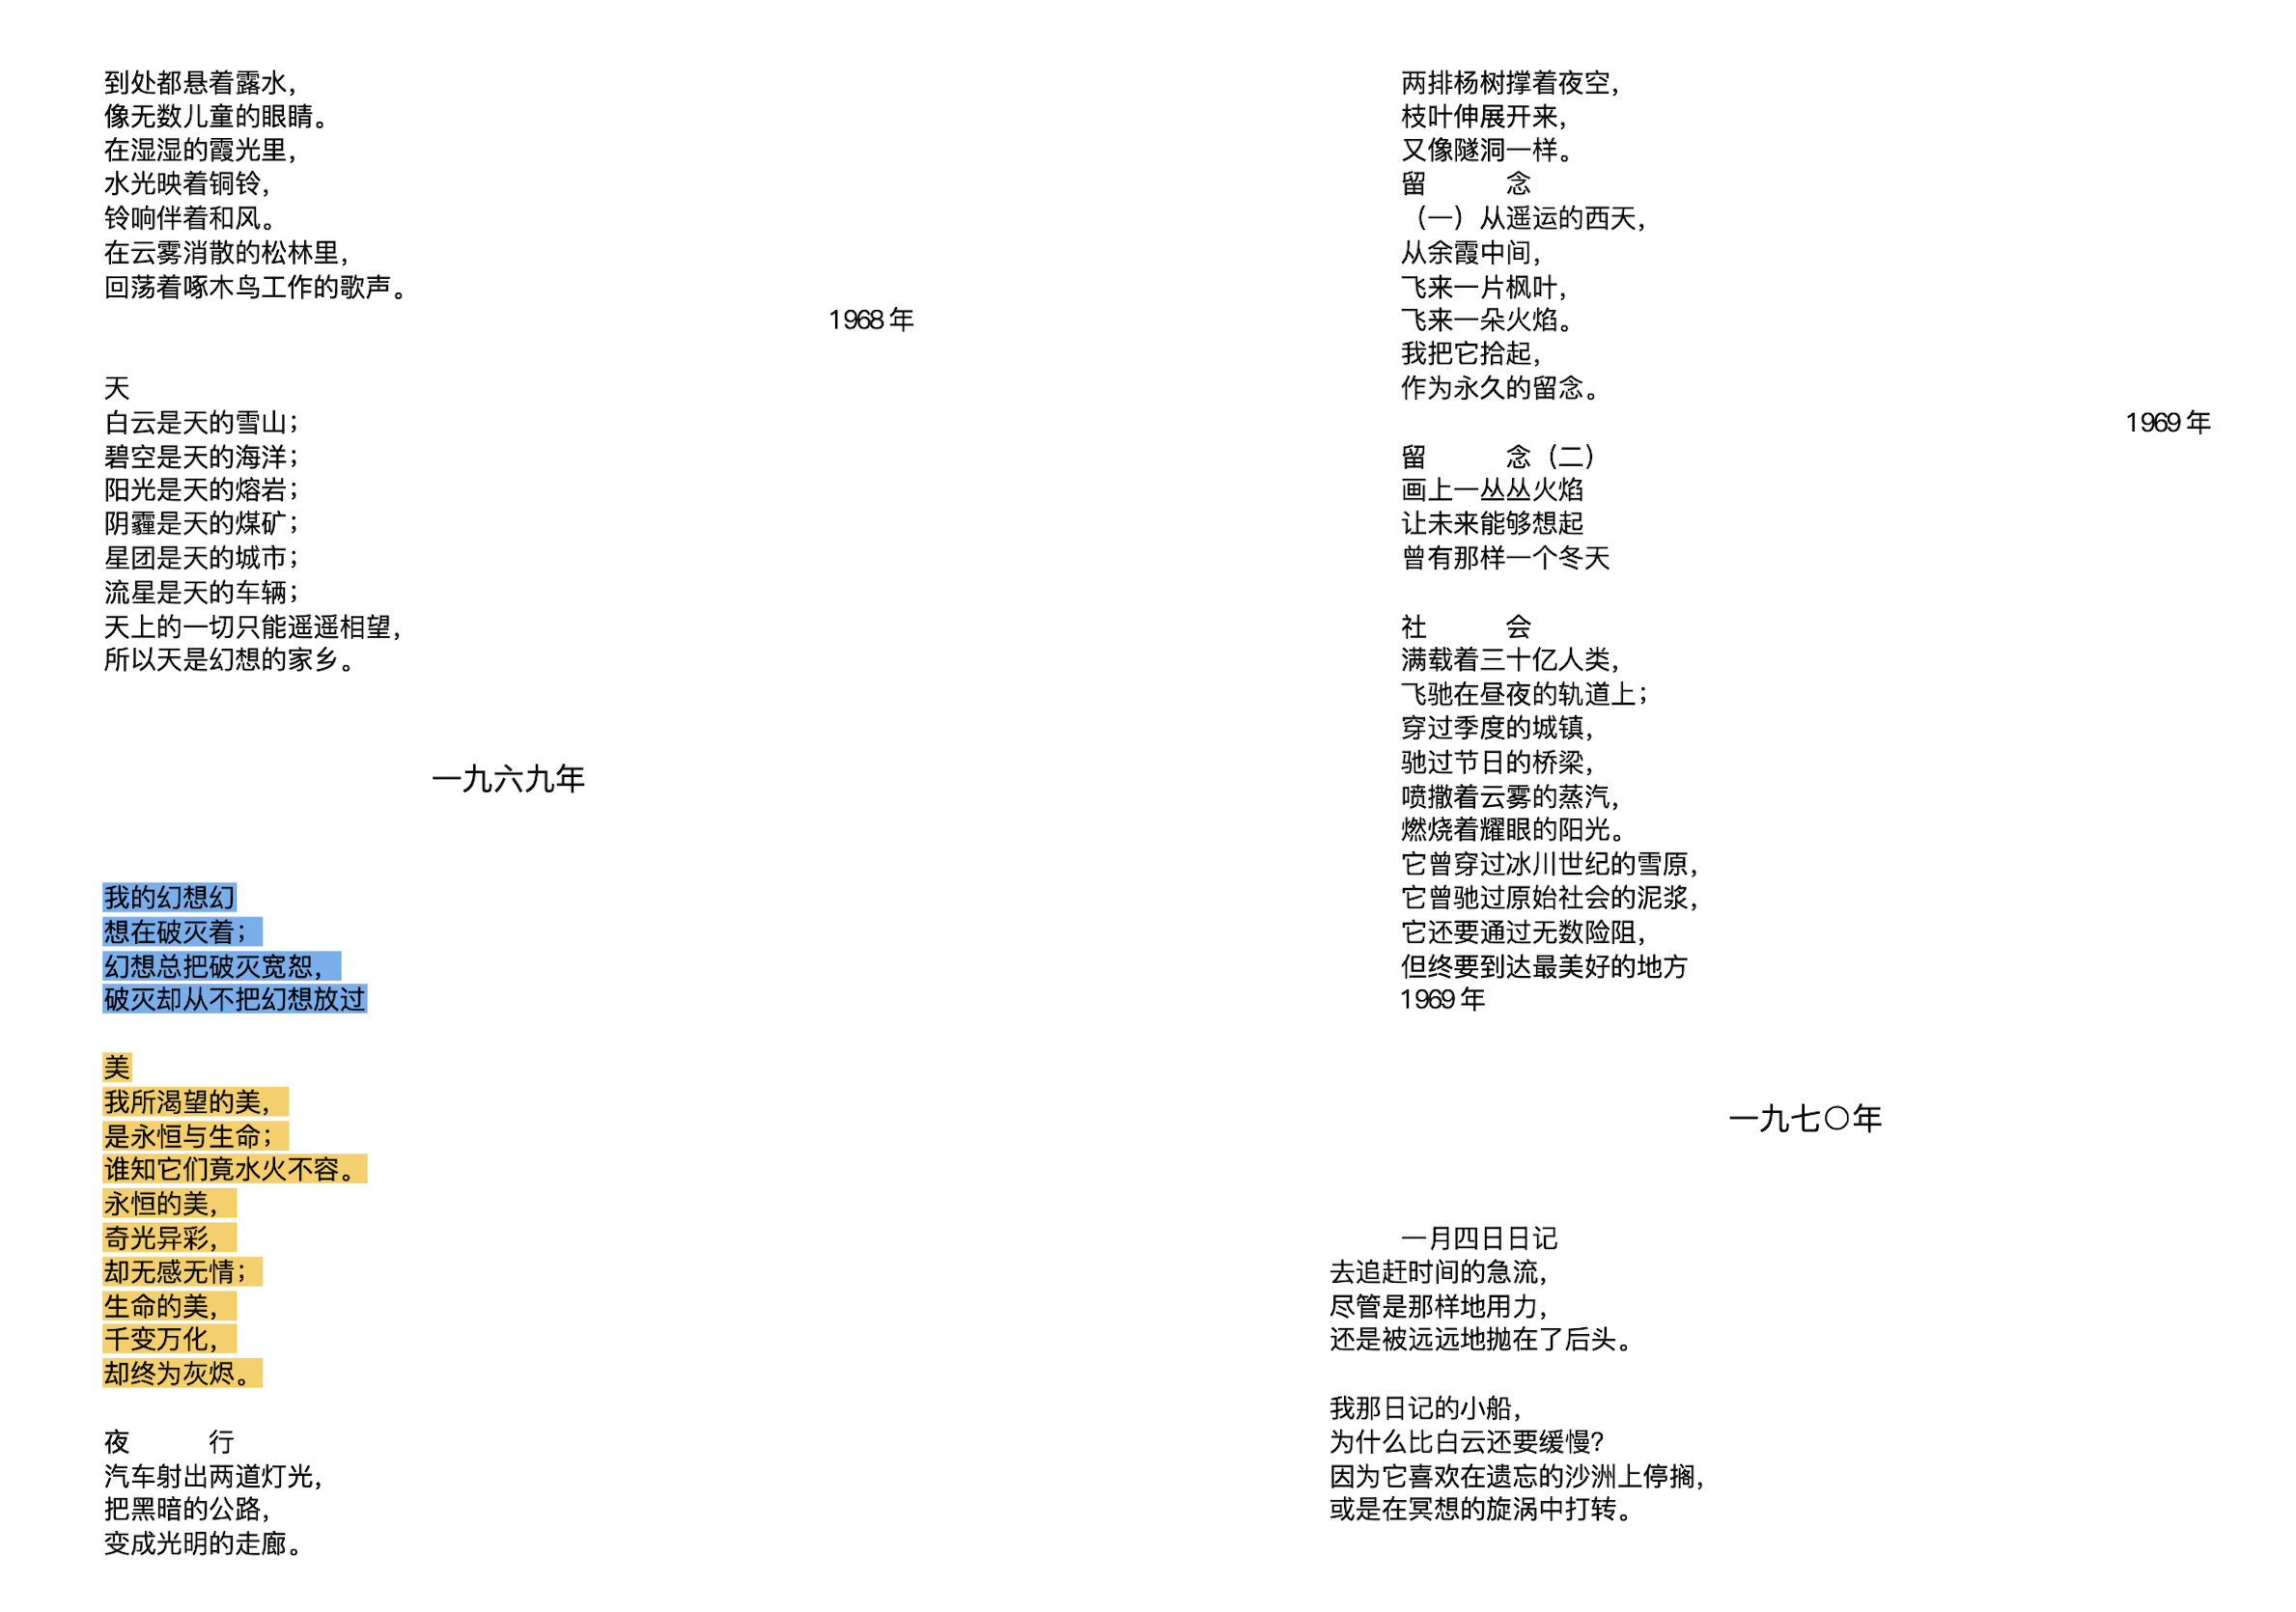 到处都悬着露水，
像无数儿童的眼睛。
在湿湿的霞光里，
水光映着铜铃，
铃响伴着和风。
在云雾消散的松林里，
回荡着啄木鸟工作的歌声。
1968 年
天
白云是天的雪山；
碧空是天的海洋；
阳光是天的熔岩；
阴霾是天的煤矿；
星团是天的城市；
流星是天的车辆；
天上的一切只能遥遥相望，
所以天是幻想的家乡。
一九六九年
我的幻想幻
想在破灭着；
幻想总把破灭宽恕，
破灭却从不把幻想放过
美
我所渴望的美，
是永恒与生命；
谁知它们竟水火不容。
永恒的美，
奇光异彩，
却无感无情；
生命的美，
千变万化，
却终为灰烬。
夜 行
汽车射出两道灯光，
把黑暗的公路，
变成光明的走廊。
两排杨树撑着夜空，
枝叶伸展开来，
又像隧洞一样。
留 念
（一）从遥运的西天，
从余霞中间，
飞来一片枫叶，
飞来一朵火焰。
我把它拾起，
作为永久的留念。
1969 年
留 念（二）
画上一丛丛火焰
让未来能够想起
曾有那样一个冬天
社 会
满载着三十亿人类，
飞驰在昼夜的轨道上；
穿过季度的城镇，
驰过节日的桥梁，
喷撒着云雾的蒸汽，
燃烧着耀眼的阳光。
它曾穿过冰川世纪的雪原，
它曾驰过原始社会的泥浆，
它还要通过无数险阻，
但终要到达最美好的地方
1969 年
一九七〇年
一月四日日记
去追赶时间的急流，
尽管是那样地用力，
还是被远远地抛在了后头。
我那日记的小船，
为什么比白云还要缓慢？
因为它喜欢在遗忘的沙洲上停搁，
或是在冥想的旋涡中打转。